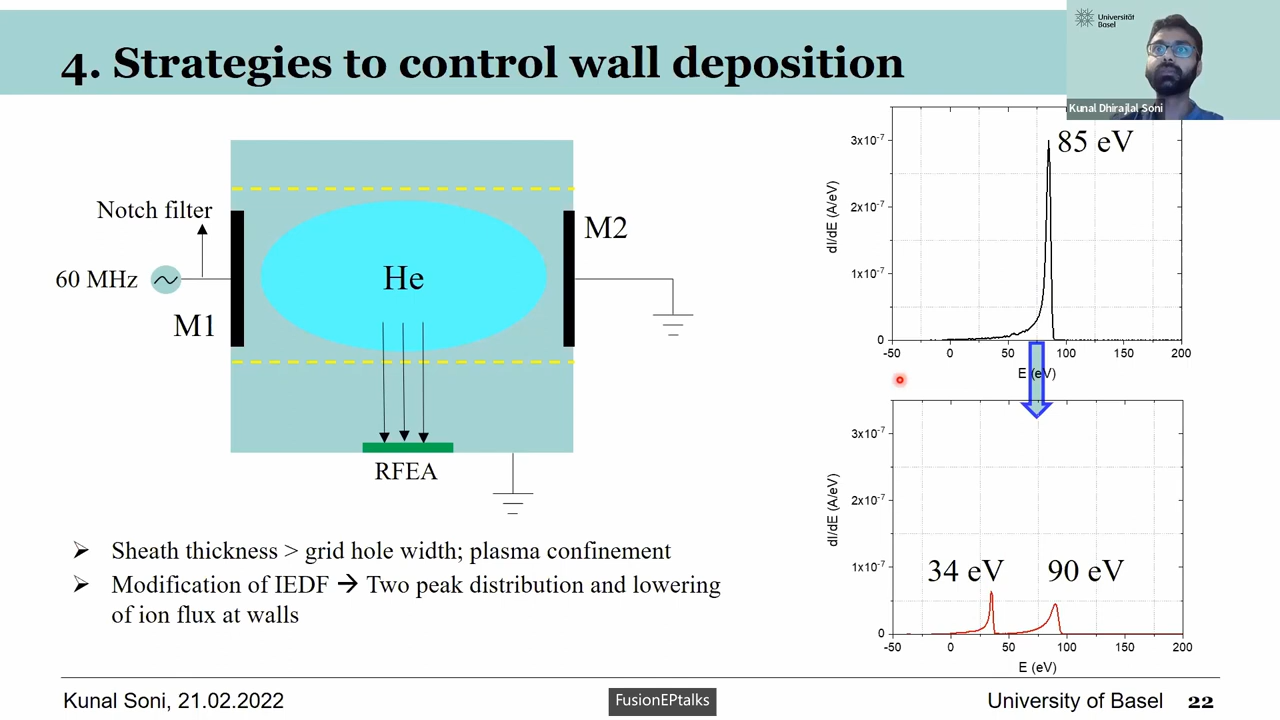 4. Strategies to control wall deposition
Universität
Basel
Kunal Dhirajlal Soni
Notch filter
60 MHz
M1
He
M2
RFEA
85 eV
3x10⁻⁷
2x10⁻⁷
1x10⁻⁷
0
dI/dE (A/eV)
-50 0 50 100 150 200
E (eV)
34 eV 90 eV
3x10⁻⁷
2x10⁻⁷
1x10⁻⁷
0
dI/dE (A/eV)
-50 0 50 100 150 200
E (eV)
➢ Sheath thickness > grid hole width; plasma confinement
➢ Modification of IEDF → Two peak distribution and lowering
of ion flux at walls
Kunal Soni, 21.02.2022
FusionEPtalks
University of Basel 22